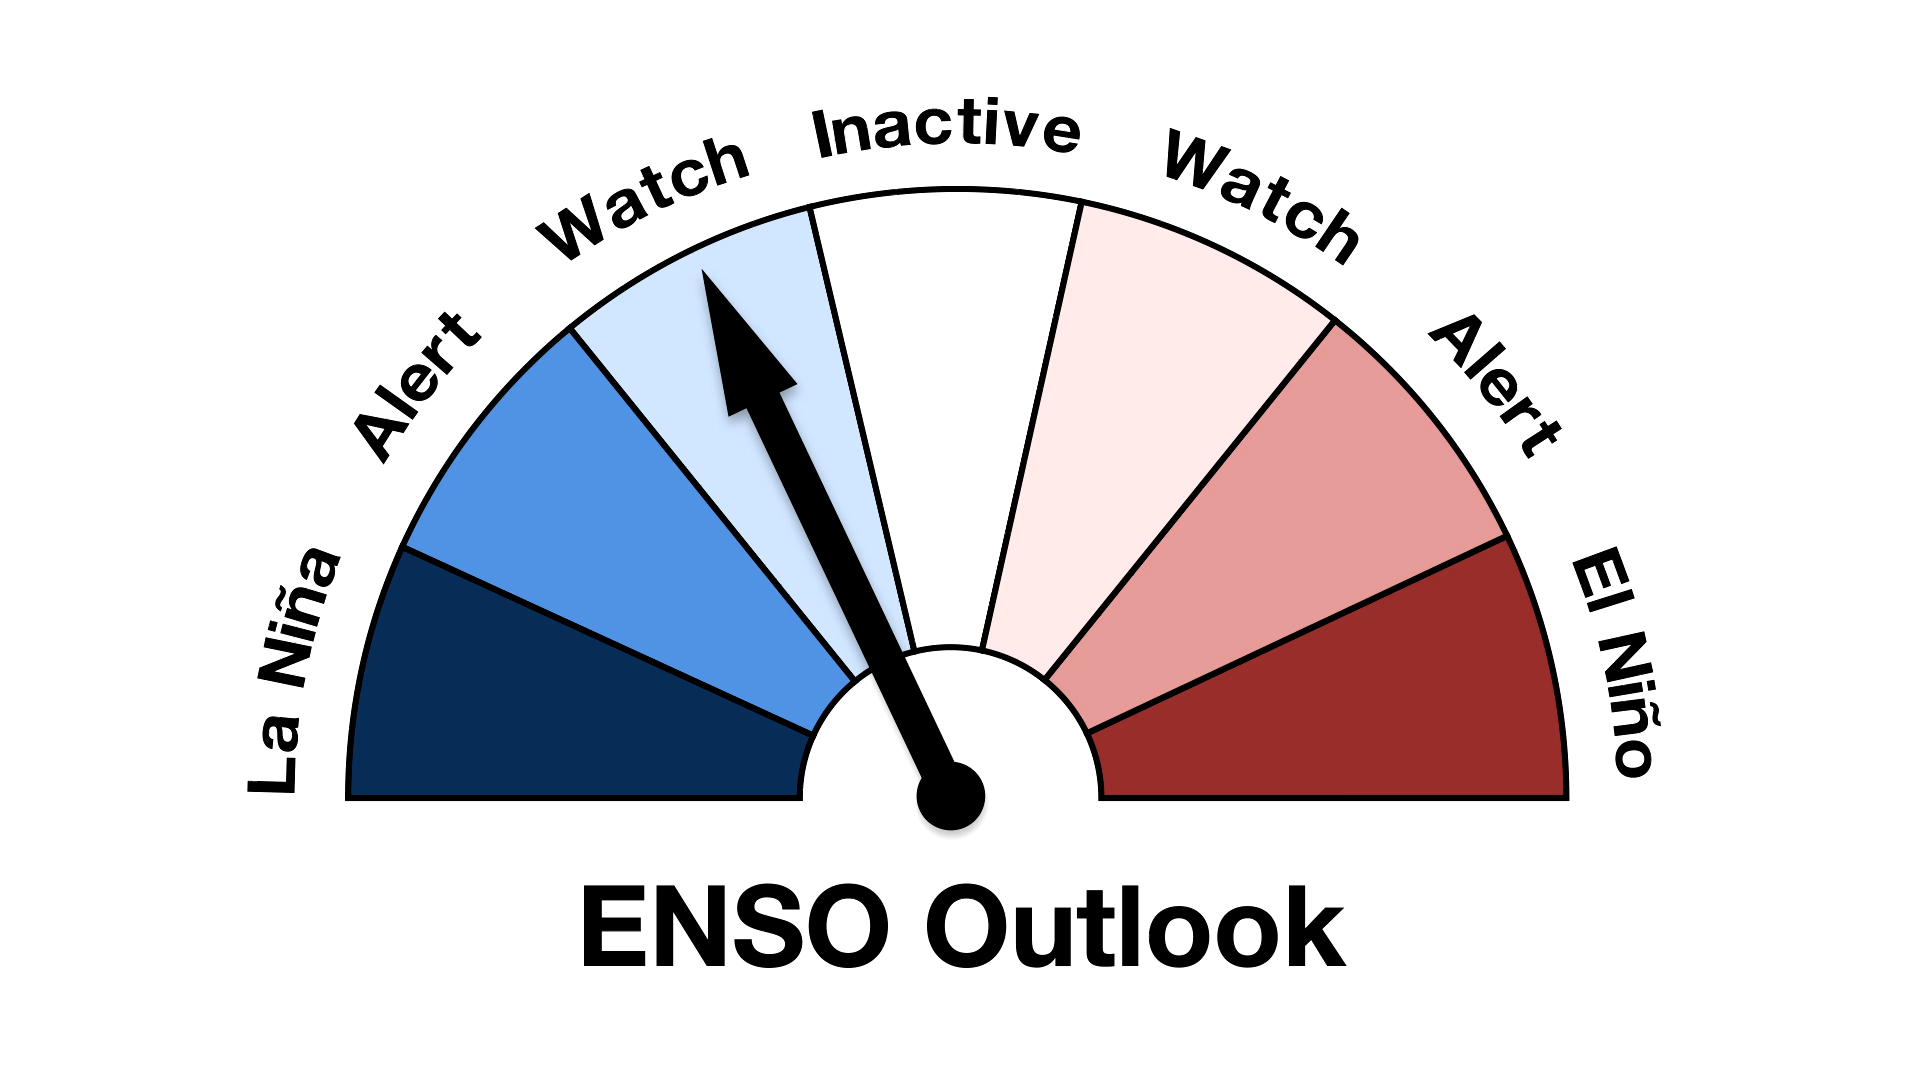 La Niña
Alert
Watch
Inactive
Watch
Alert
El Niño
ENSO Outlook